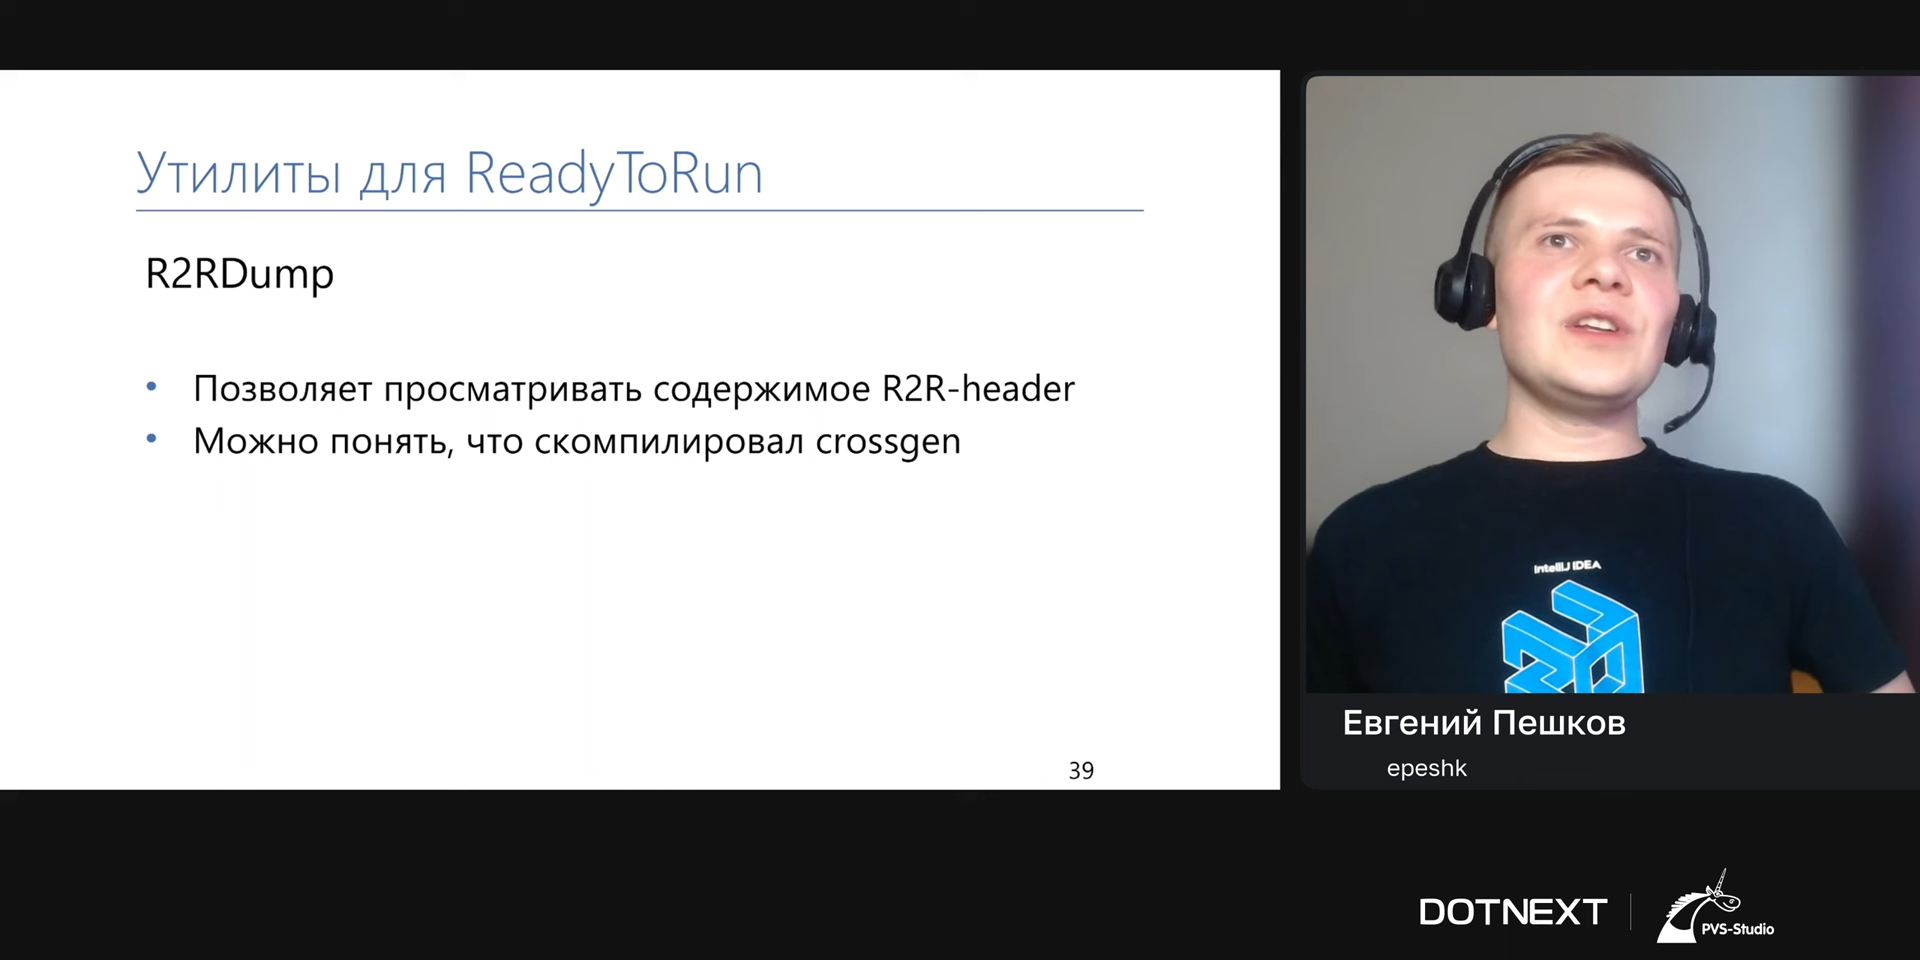 Утилиты для ReadyToRun
R2RDump
• Позволяет просматривать содержимое R2R-header
• Можно понять, что скомпилировал crossgen
39
IntelliJ IDEA
Евгений Пешков
epeshk
DOTNEXT
PVS-Studio